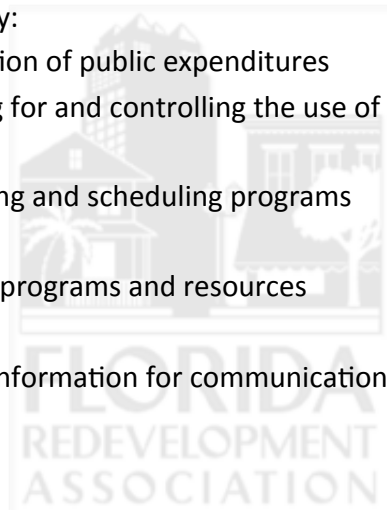 y:
ion of public expenditures
g for and controlling the use of
ng and scheduling programs
programs and resources
information for communication
FLORIDA
REDEVELOPMENT
ASSOCIATION